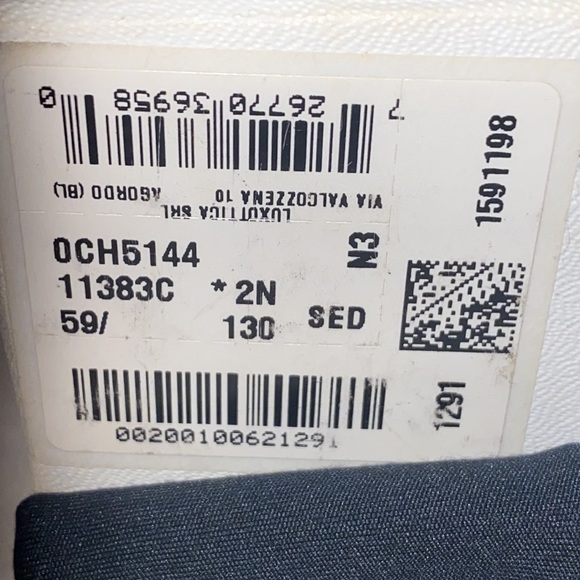 7 26770 36958 0
LUXOTTICA SRL
VIA VALCOZZENA 10
AGORDO (BL)
0CH5144 N3
11383C * 2N
59/ 130 SED
00200100621291
1591198
1291